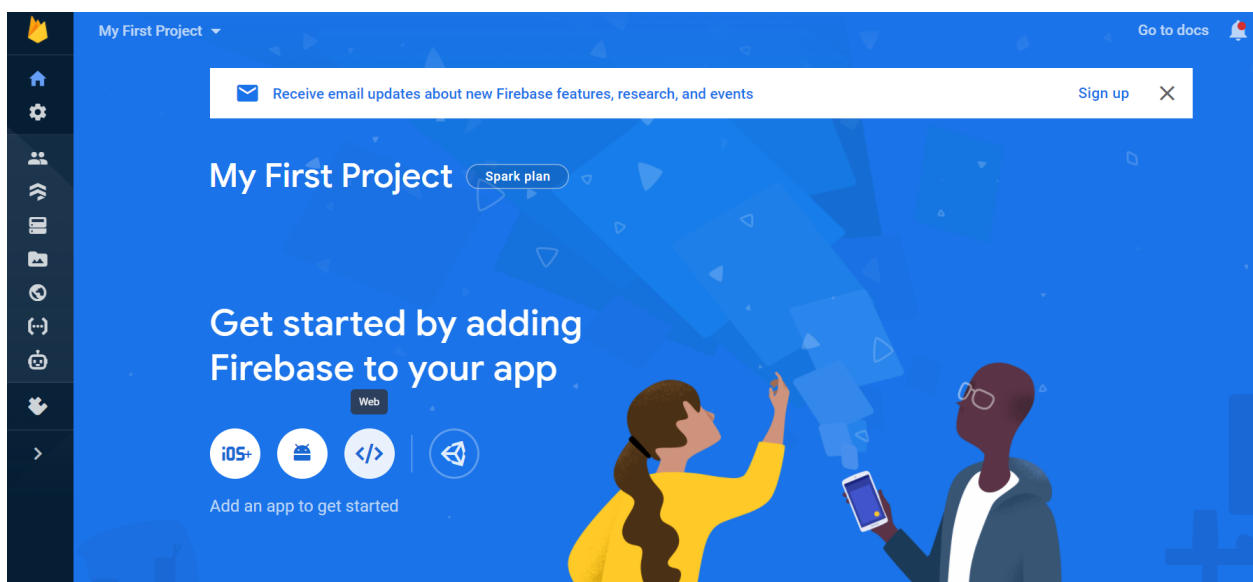 My First Project
Go to docs
Receive email updates about new Firebase features, research, and events
Sign up
My First Project
Spark plan
Get started by adding
Firebase to your app
Web
iOS+
</>
Add an app to get started